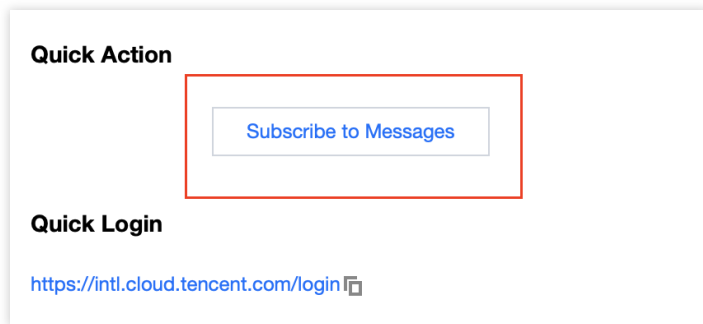 Quick Action
Subscribe to Messages
Quick Login
https://intl.cloud.tencent.com/login